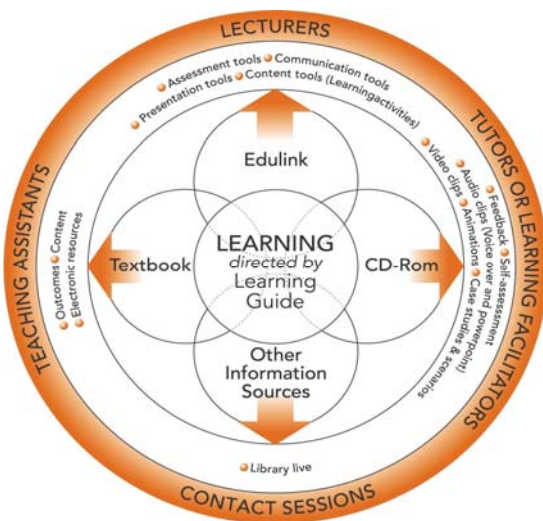 LECTURERS
Assessment tools Communication tools
Presentation tools Content tools (Learningactivities)
TUTORS OR LEARNING FACILITATORS
Feedback Self-assessment
Audio clips (Voice over and powerpoint)
Video clips Animations Case studies & scenarios
TEACHING ASSISTANTS
Outcomes Content
Electronic resources
Edulink
Textbook
LEARNING
directed by
Learning
Guide
CD-Rom
Other
Information
Sources
Library live
CONTACT SESSIONS